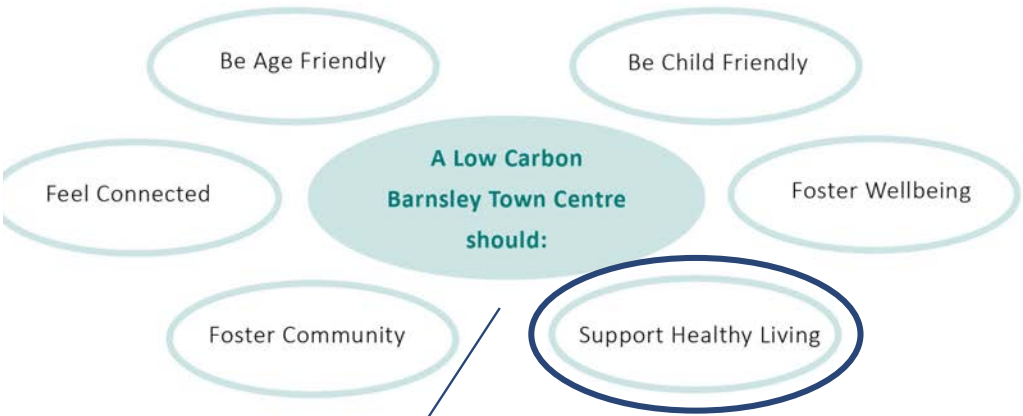 Be Age Friendly
Be Child Friendly
A Low Carbon
Barnsley Town Centre
should:
Feel Connected
Foster Wellbeing
Foster Community
Support Healthy Living